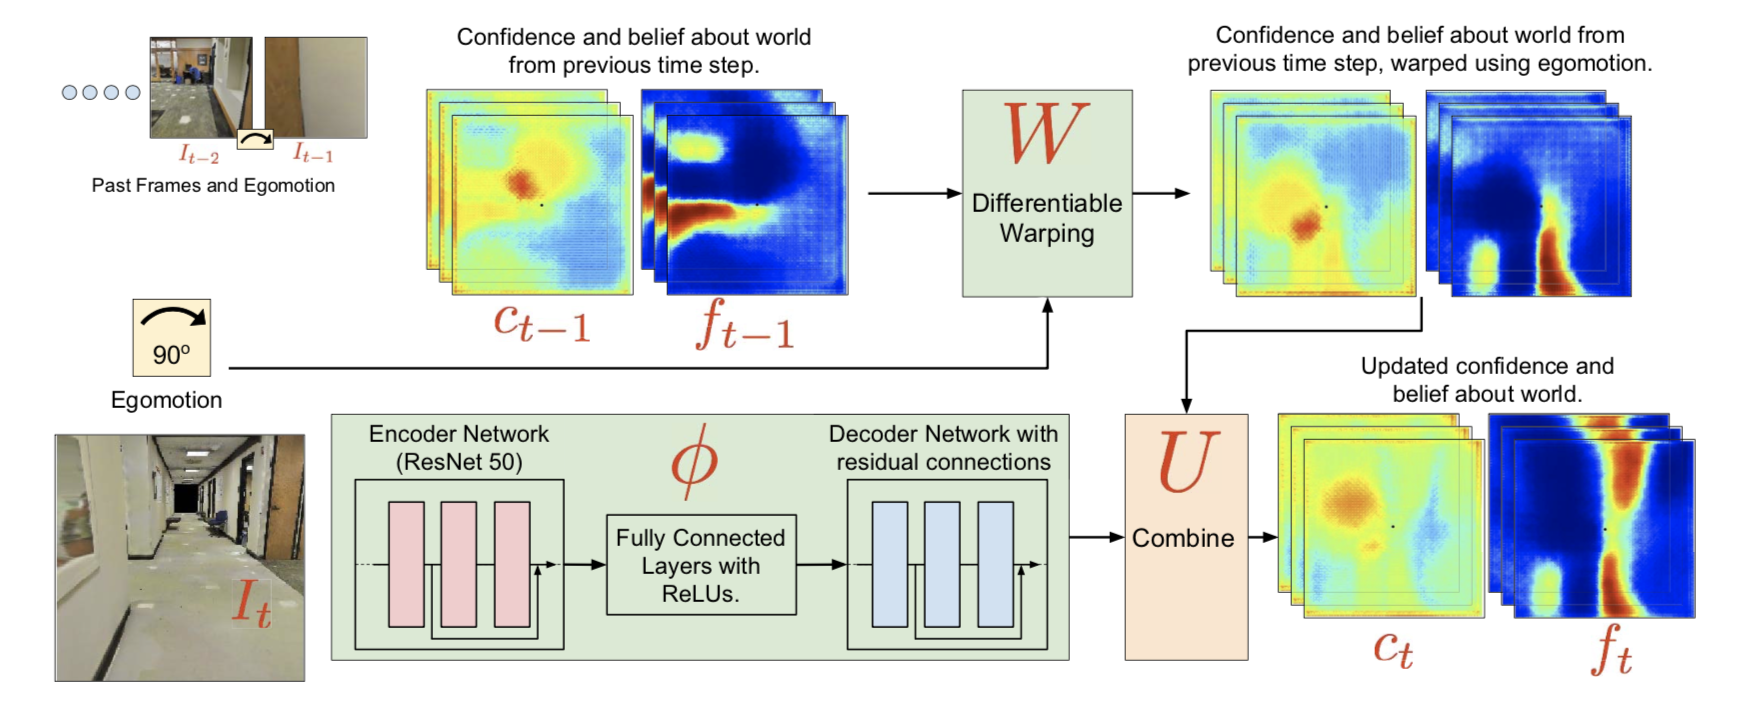 Confidence and belief about world
from previous time step.
Confidence and belief about world from
previous time step, warped using egomotion.
I_{t-2}
I_{t-1}
Past Frames and Egomotion
W
Differentiable
Warping
c_{t-1}
f_{t-1}
90º
Egomotion
Updated confidence and
belief about world.
Encoder Network
(ResNet 50)
ϕ
Decoder Network with
residual connections
Fully Connected
Layers with
ReLUs.
U
Combine
I_t
c_t
f_t